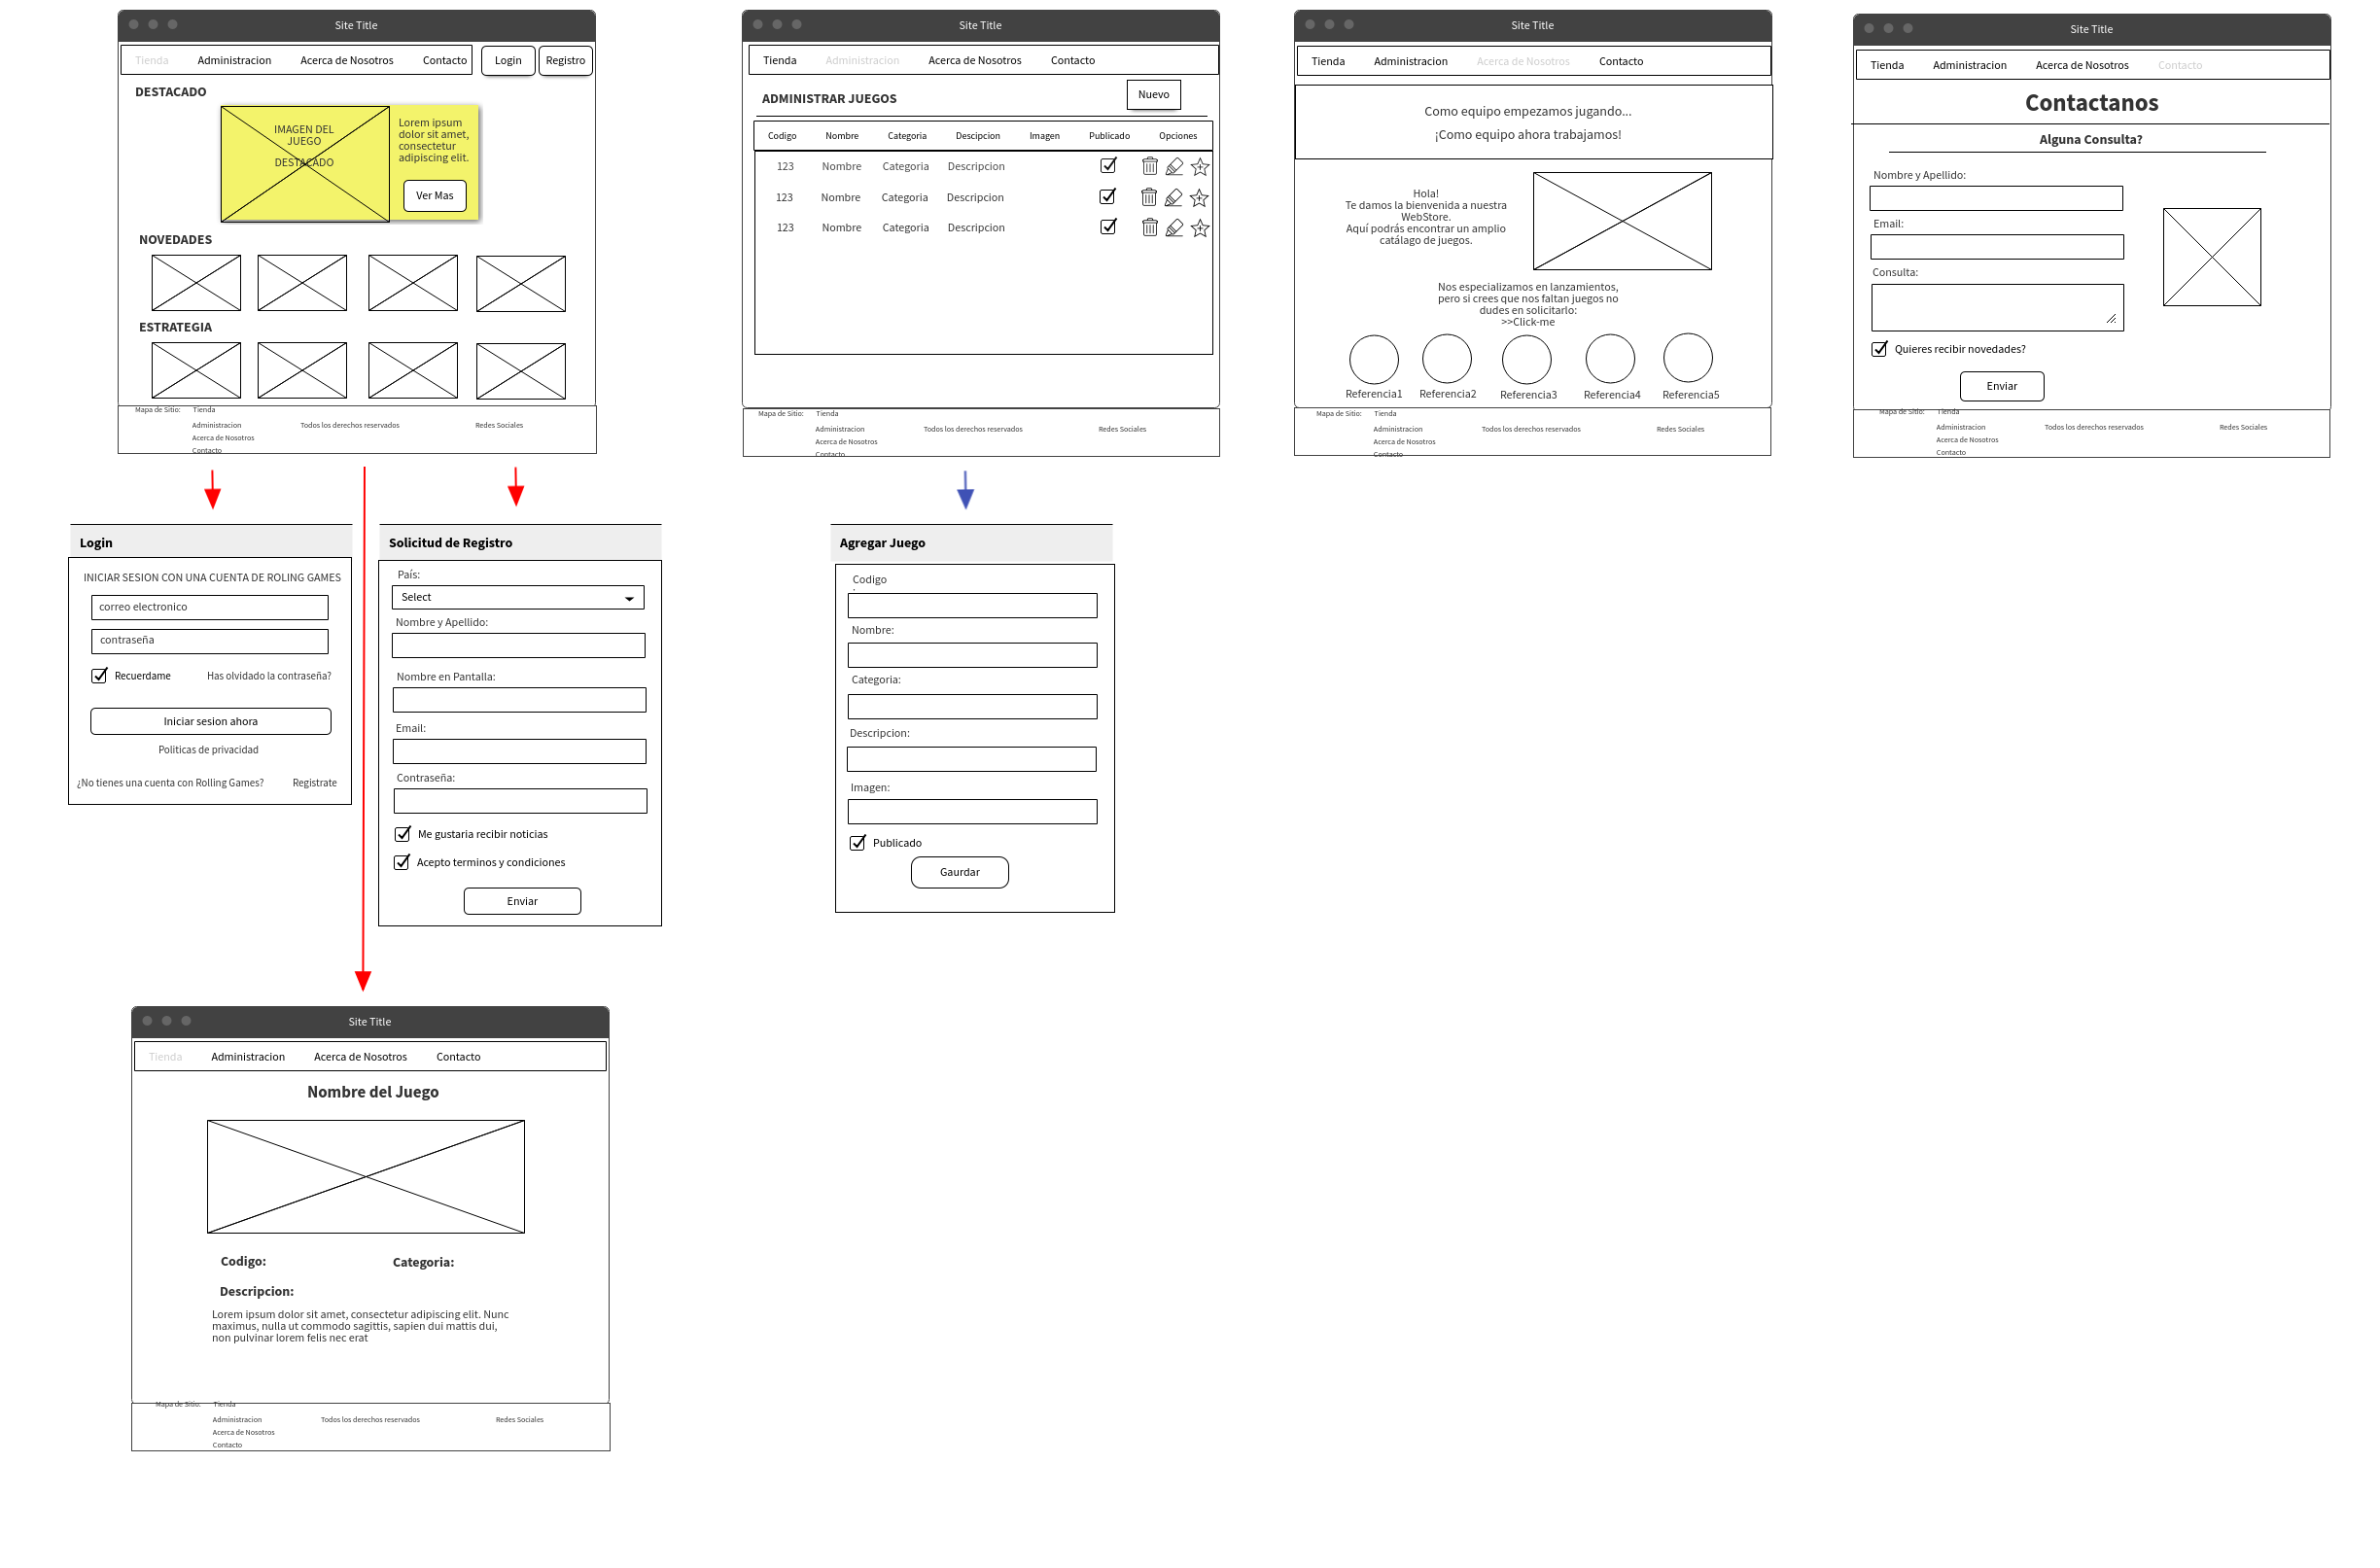 Site Title
Tienda Administracion Acerca de Nosotros Contacto Login Registro
DESTACADO
IMAGEN DEL
JUEGO
DESTACADO
Lorem ipsum
dolor sit amet,
consectetur
adipiscing elit.
Ver Mas
NOVEDADES
ESTRATEGIA
Mapa de Sitio: Tienda
Administracion Todos los derechos reservados Redes Sociales
Acerca de Nosotros
Contacto
Site Title
Tienda Administracion Acerca de Nosotros Contacto
ADMINISTRAR JUEGOS Nuevo
Codigo Nombre Categoria Descipcion Imagen Publicado Opciones
123 Nombre Categoria Descripcion
123 Nombre Categoria Descripcion
123 Nombre Categoria Descripcion
Mapa de Sitio: Tienda
Administracion Todos los derechos reservados Redes Sociales
Acerca de Nosotros
Contacto
Site Title
Tienda Administracion Acerca de Nosotros Contacto
Como equipo empezamos jugando...
¡Como equipo ahora trabajamos!
Hola!
Te damos la bienvenida a nuestra
WebStore.
Aquí podrás encontrar un amplio
catálago de juegos.
Nos especializamos en lanzamientos,
pero si crees que nos faltan juegos no
dudes en solicitarlo:
>>Click-me
Referencia1 Referencia2 Referencia3 Referencia4 Referencia5
Mapa de Sitio: Tienda
Administracion Todos los derechos reservados Redes Sociales
Acerca de Nosotros
Contacto
Site Title
Tienda Administracion Acerca de Nosotros Contacto
Contactanos
Alguna Consulta?
Nombre y Apellido:
Email:
Consulta:
Quieres recibir novedades?
Enviar
Mapa de Sitio: Tienda
Administracion Todos los derechos reservados Redes Sociales
Acerca de Nosotros
Contacto
Login
INICIAR SESION CON UNA CUENTA DE ROLING GAMES
correo electronico
contraseña
Recuerdame Has olvidado la contraseña?
Iniciar sesion ahora
Politicas de privacidad
¿No tienes una cuenta con Rolling Games? Registrate
Solicitud de Registro
País:
Select
Nombre y Apellido:
Nombre en Pantalla:
Email:
Contraseña:
Me gustaria recibir noticias
Acepto terminos y condiciones
Enviar
Agregar Juego
Codigo
Nombre:
Categoria:
Descripcion:
Imagen:
Publicado
Gaurdar
Site Title
Tienda Administracion Acerca de Nosotros Contacto
Nombre del Juego
Codigo: Categoria:
Descripcion:
Lorem ipsum dolor sit amet, consectetur adipiscing elit. Nunc
maximus, nulla ut commodo sagittis, sapien dui mattis dui,
non pulvinar lorem felis nec erat
Mapa de Sitio: Tienda
Administracion Todos los derechos reservados Redes Sociales
Acerca de Nosotros
Contacto